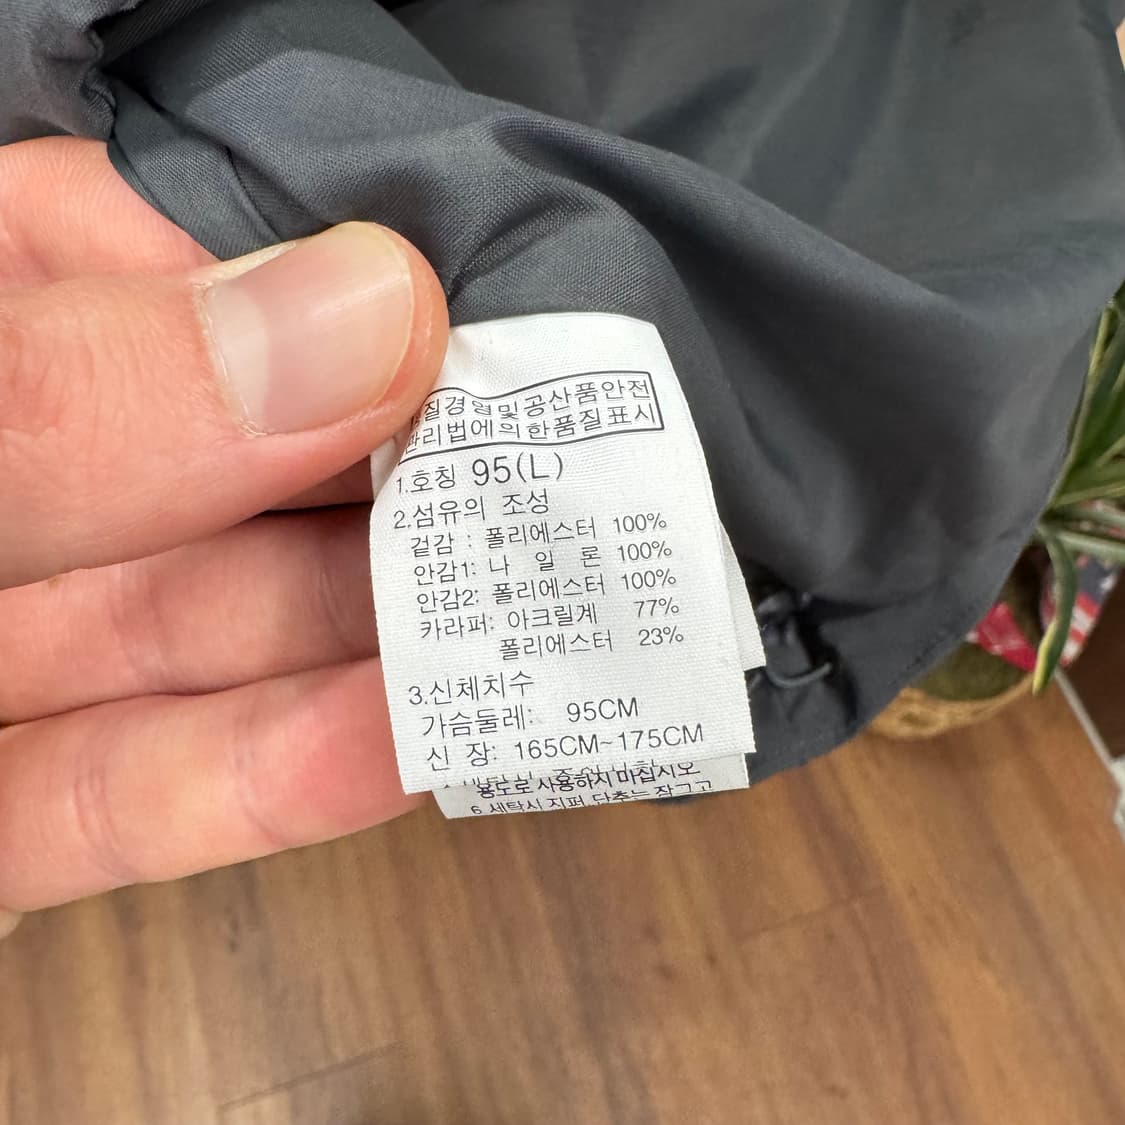 질경영및공산품안전
관리법에의한품질표시
1.호칭 95(L)
2.섬유의 조성
겉감 : 폴리에스터 100%
안감1: 나 일 론 100%
안감2: 폴리에스터 100%
카라퍼: 아크릴계 77%
폴리에스터 23%
3.신체치수
가슴둘레: 95CM
신 장: 165CM~175CM
용도로 사용하지 마십시오
6 세탁시 지퍼, 단추는 잠그고